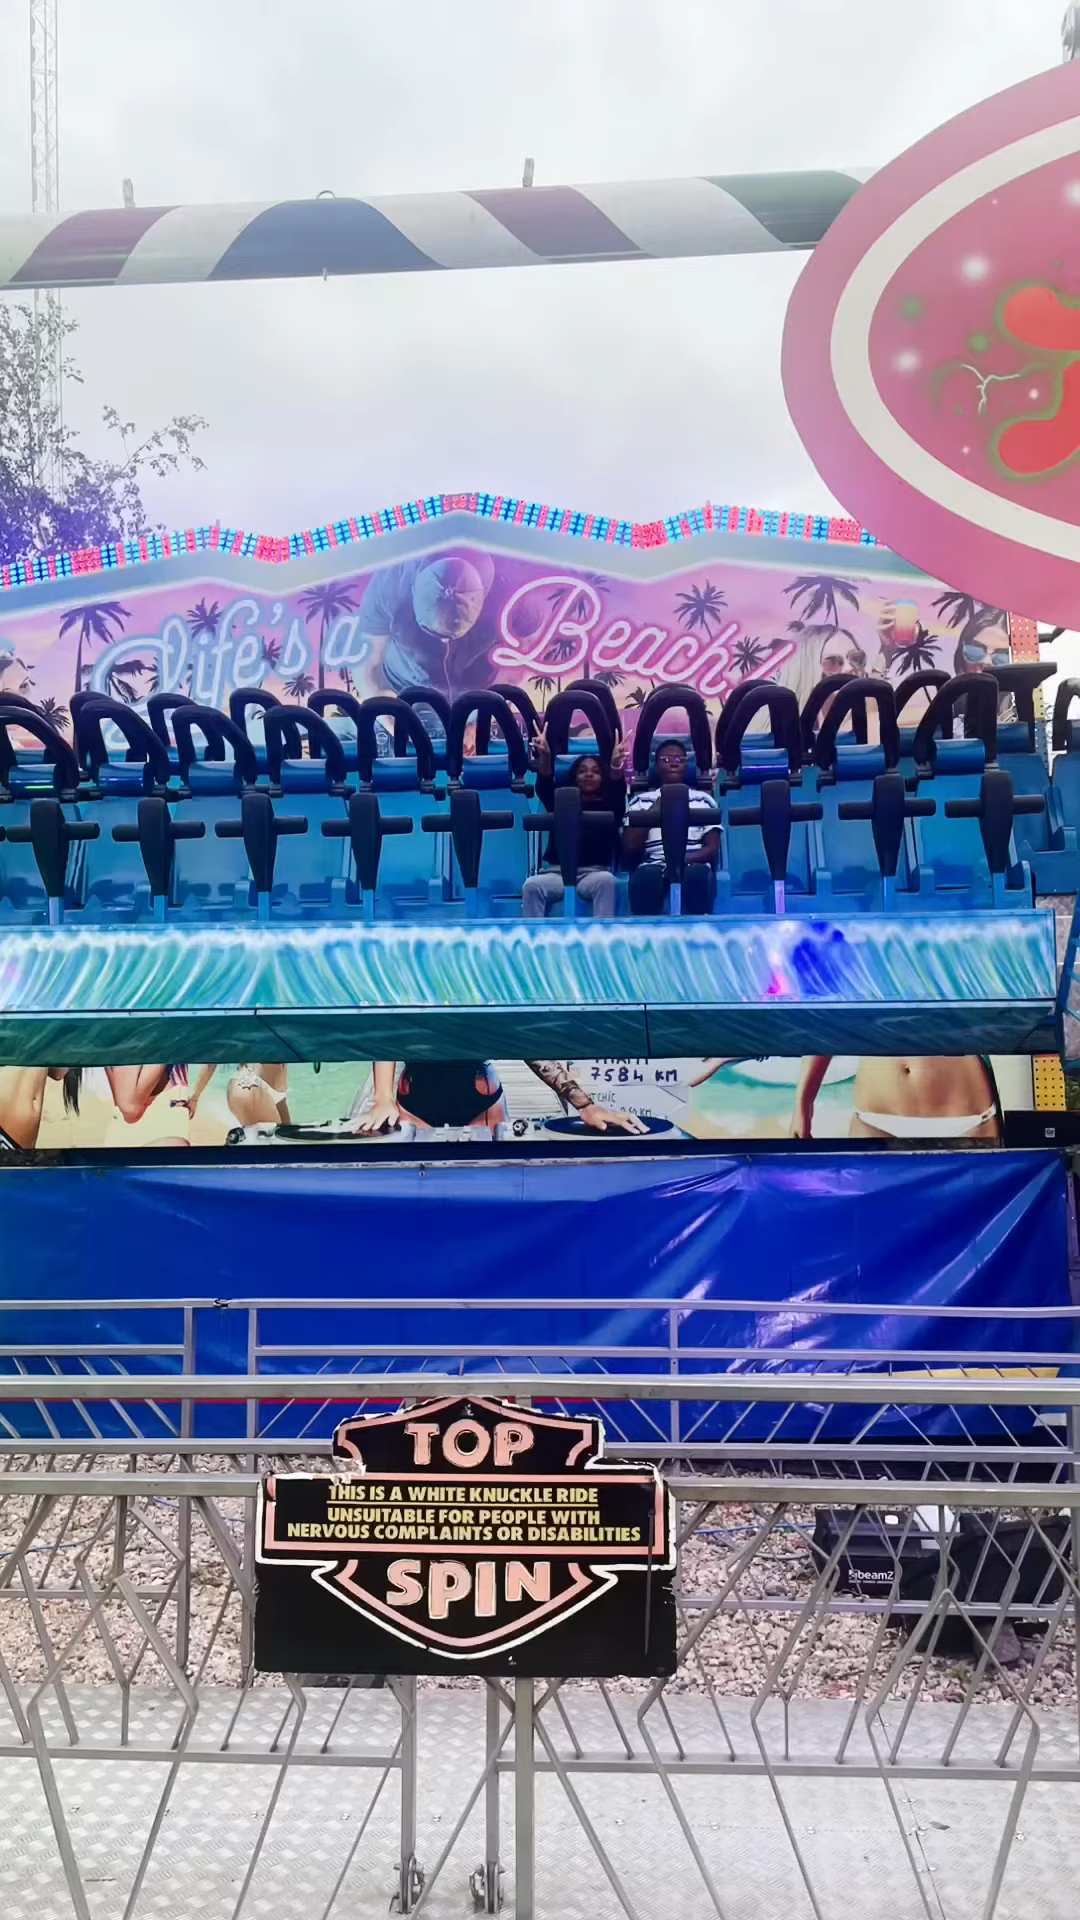 Life's a Beach!
7584 KM
TOP
THIS IS A WHITE KNUCKLE RIDE
UNSUITABLE FOR PEOPLE WITH
NERVOUS COMPLAINTS OR DISABILITIES
SPIN
beamZ